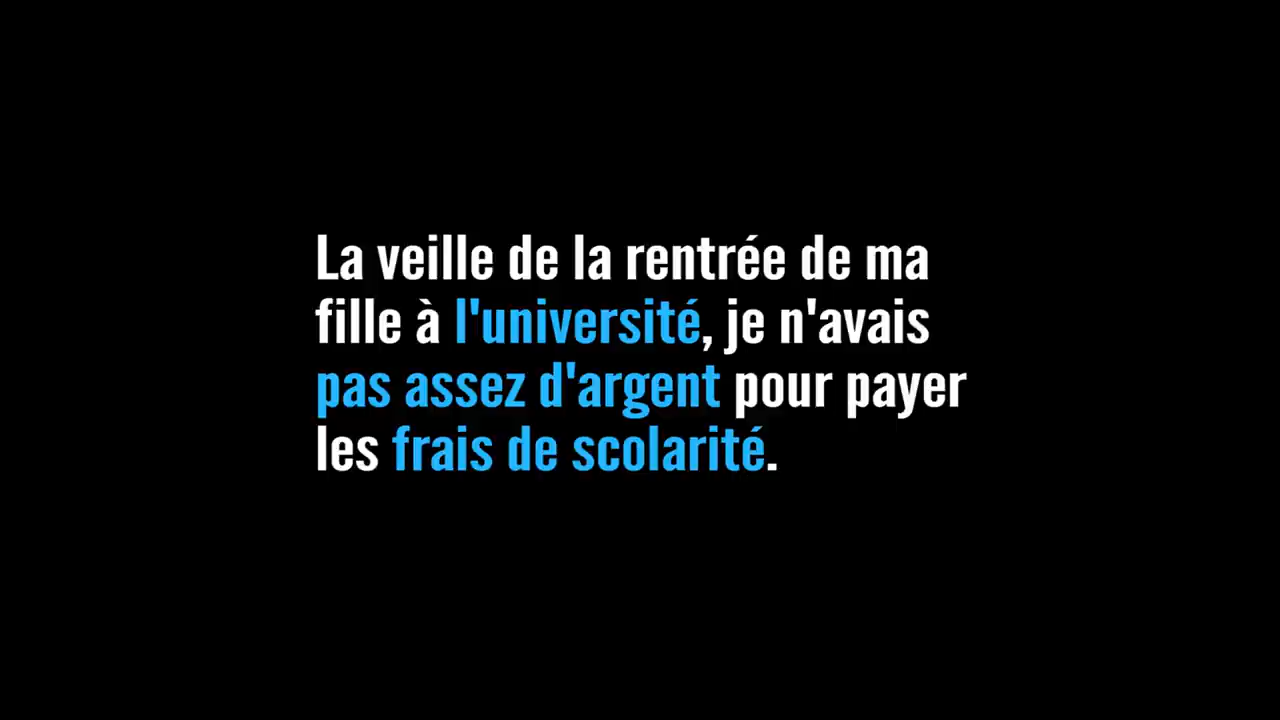 La veille de la rentrée de ma
fille à l'université, je n'avais
pas assez d'argent pour payer
les frais de scolarité.